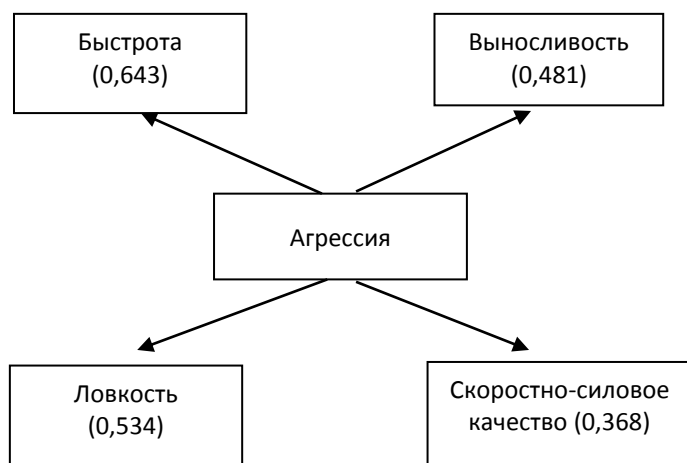 Быстрота
(0,643)
Выносливость
(0,481)
Агрессия
Ловкость
(0,534)
Скоростно-силовое
качество (0,368)